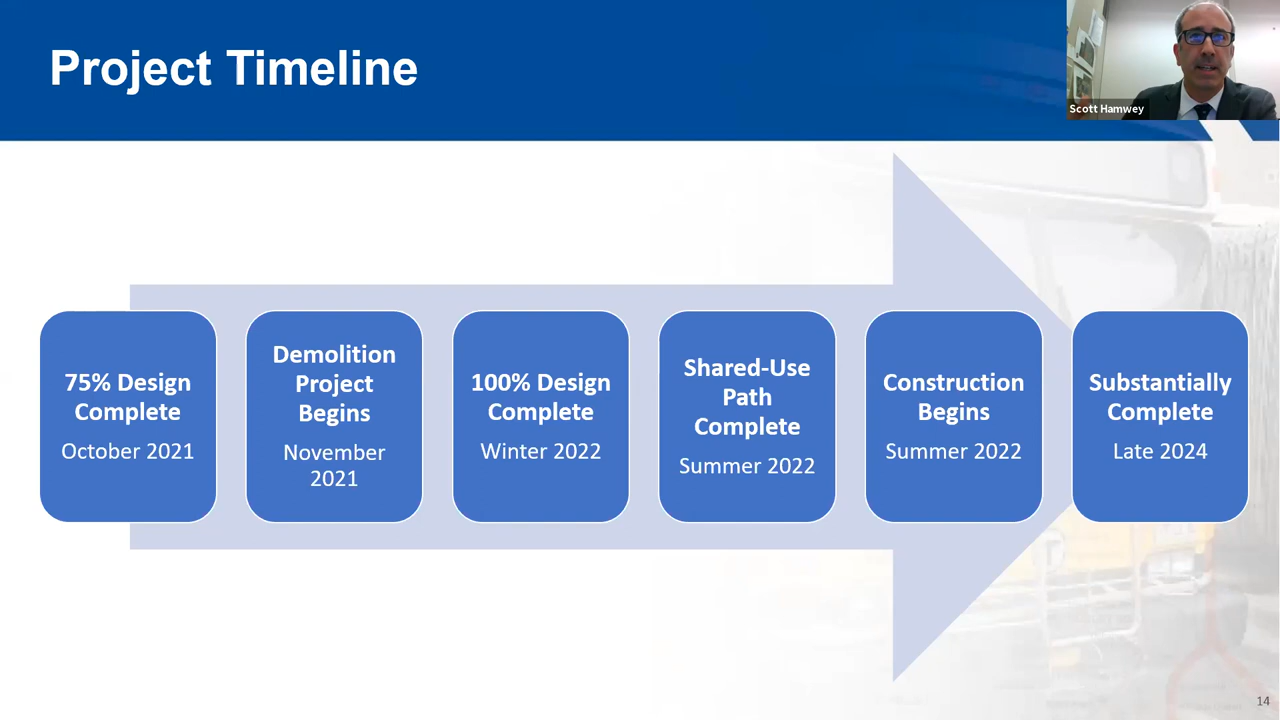 Project Timeline
Scott Hamwey
75% Design
Complete
October 2021
Demolition
Project
Begins
November
2021
100% Design
Complete
Winter 2022
Shared-Use
Path
Complete
Summer 2022
Construction
Begins
Summer 2022
Substantially
Complete
Late 2024
14